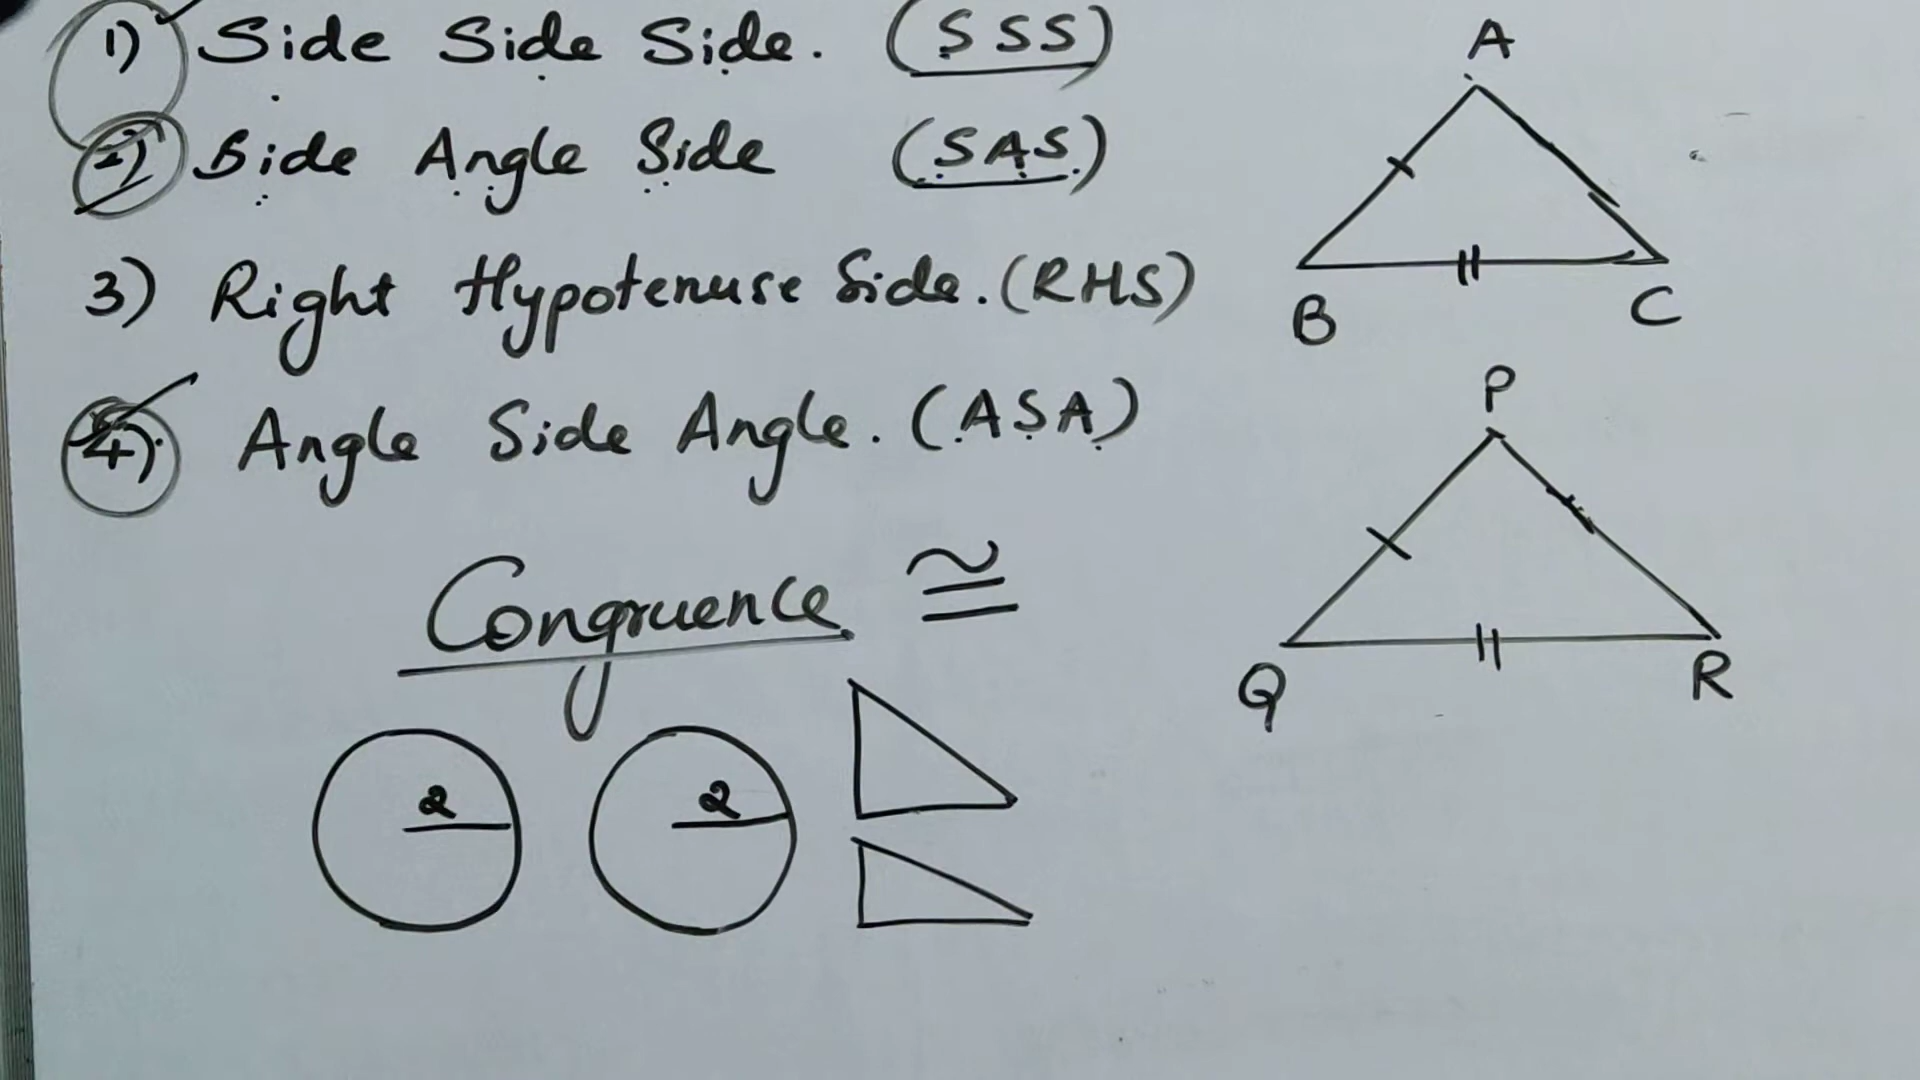 1) Side Side Side. (SSS)
2) Side Angle Side (SAS)
3) Right Hypotenuse Side. (RHS)
4) Angle Side Angle. (ASA)
Congruence ≅
2 2
A
B C
P
Q R